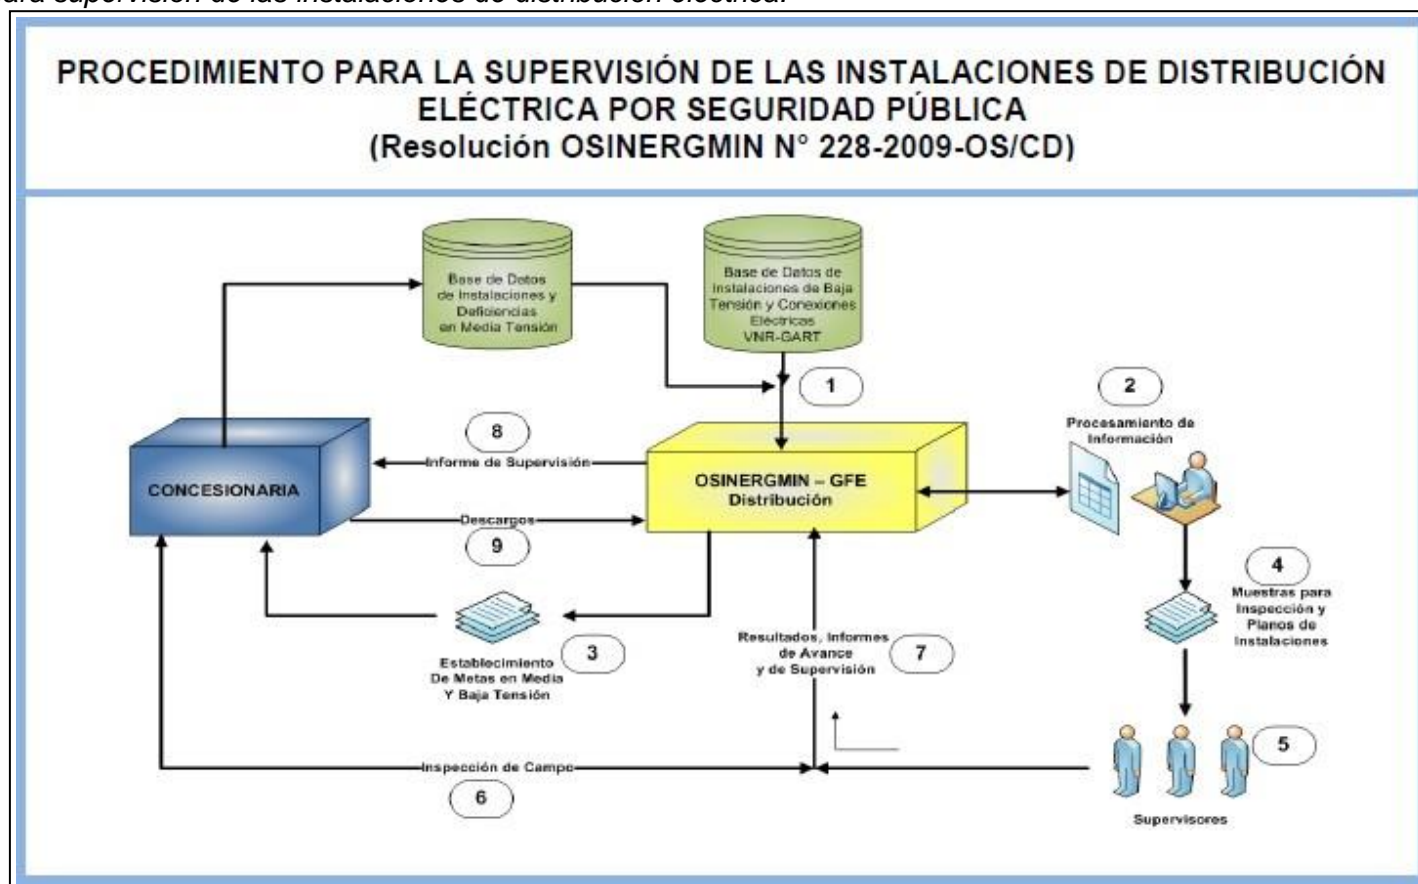 para supervisión de las instalaciones de distribución eléctrica.
PROCEDIMIENTO PARA LA SUPERVISIÓN DE LAS INSTALACIONES DE DISTRIBUCIÓN
ELÉCTRICA POR SEGURIDAD PÚBLICA
(Resolución OSINERGMIN N° 228-2009-OS/CD)
Base de Datos
de Instalaciones y
Deficiencias
en Media Tensión
Base de Datos de
Instalaciones de Baja
Tensión y Conexiones
Eléctricas
VNR-GART
1
2
Procesamiento de
Información
8
Informe de Supervisión
CONCESIONARIA
OSINERGMIN – GFE
Distribución
Descargos
9
4
Muestras para
Inspección y
Planos de
Instalaciones
3
Establecimiento
De Metas en Media
Y Baja Tensión
Resultados, Informes
de Avance
y de Supervisión
7
5
Supervisores
Inspección de Campo
6